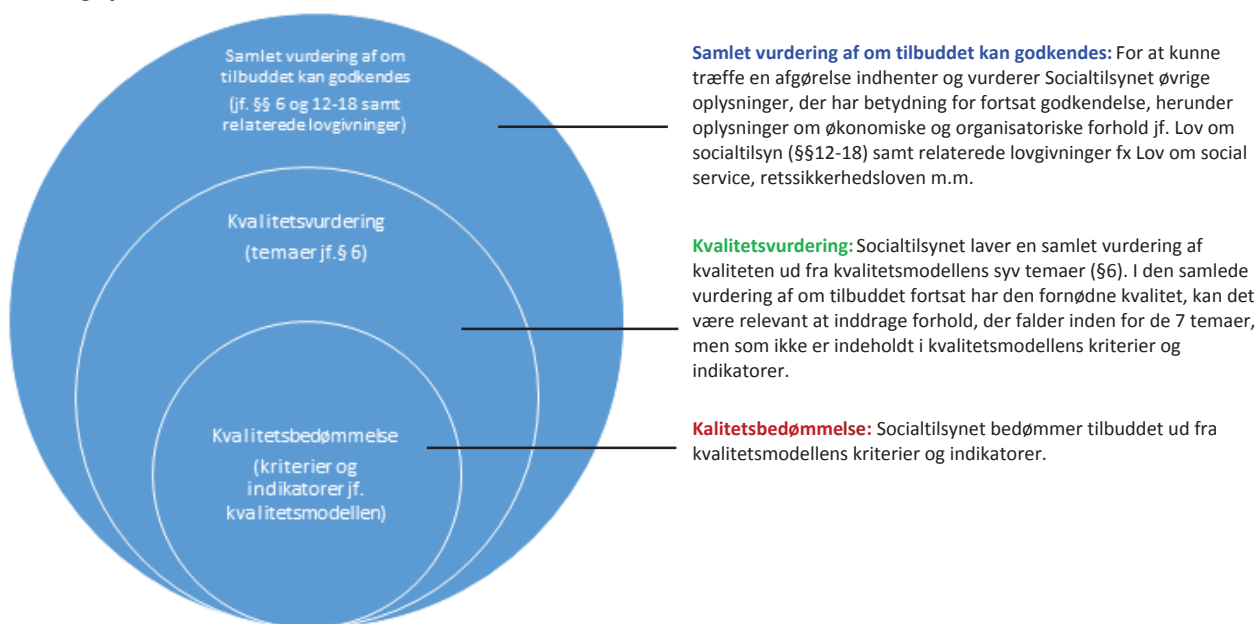 Samlet vurdering af om
tilbuddet kan godkendes
(jf. §§ 6 og 12-18 samt
relaterede lovgivninger)
Kvalitetsvurdering
(temaer jf. § 6)
Kvalitetsbedømmelse
(kriterier og
indikatorer jf.
kvalitetsmodellen)
Samlet vurdering af om tilbuddet kan godkendes: For at kunne
træffe en afgørelse indhenter og vurderer Socialtilsynet øvrige
oplysninger, der har betydning for fortsat godkendelse, herunder
oplysninger om økonomiske og organisatoriske forhold jf. Lov om
socialtilsyn (§§12-18) samt relaterede lovgivninger fx Lov om social
service, retssikkerhedsloven m.m.
Kvalitetsvurdering: Socialtilsynet laver en samlet vurdering af
kvaliteten ud fra kvalitetsmodellens syv temaer (§6). I den samlede
vurdering af om tilbuddet fortsat har den fornødne kvalitet, kan det
være relevant at inddrage forhold, der falder inden for de 7 temaer,
men som ikke er indeholdt i kvalitetsmodellens kriterier og
indikatorer.
Kalitetsbedømmelse: Socialtilsynet bedømmer tilbuddet ud fra
kvalitetsmodellens kriterier og indikatorer.